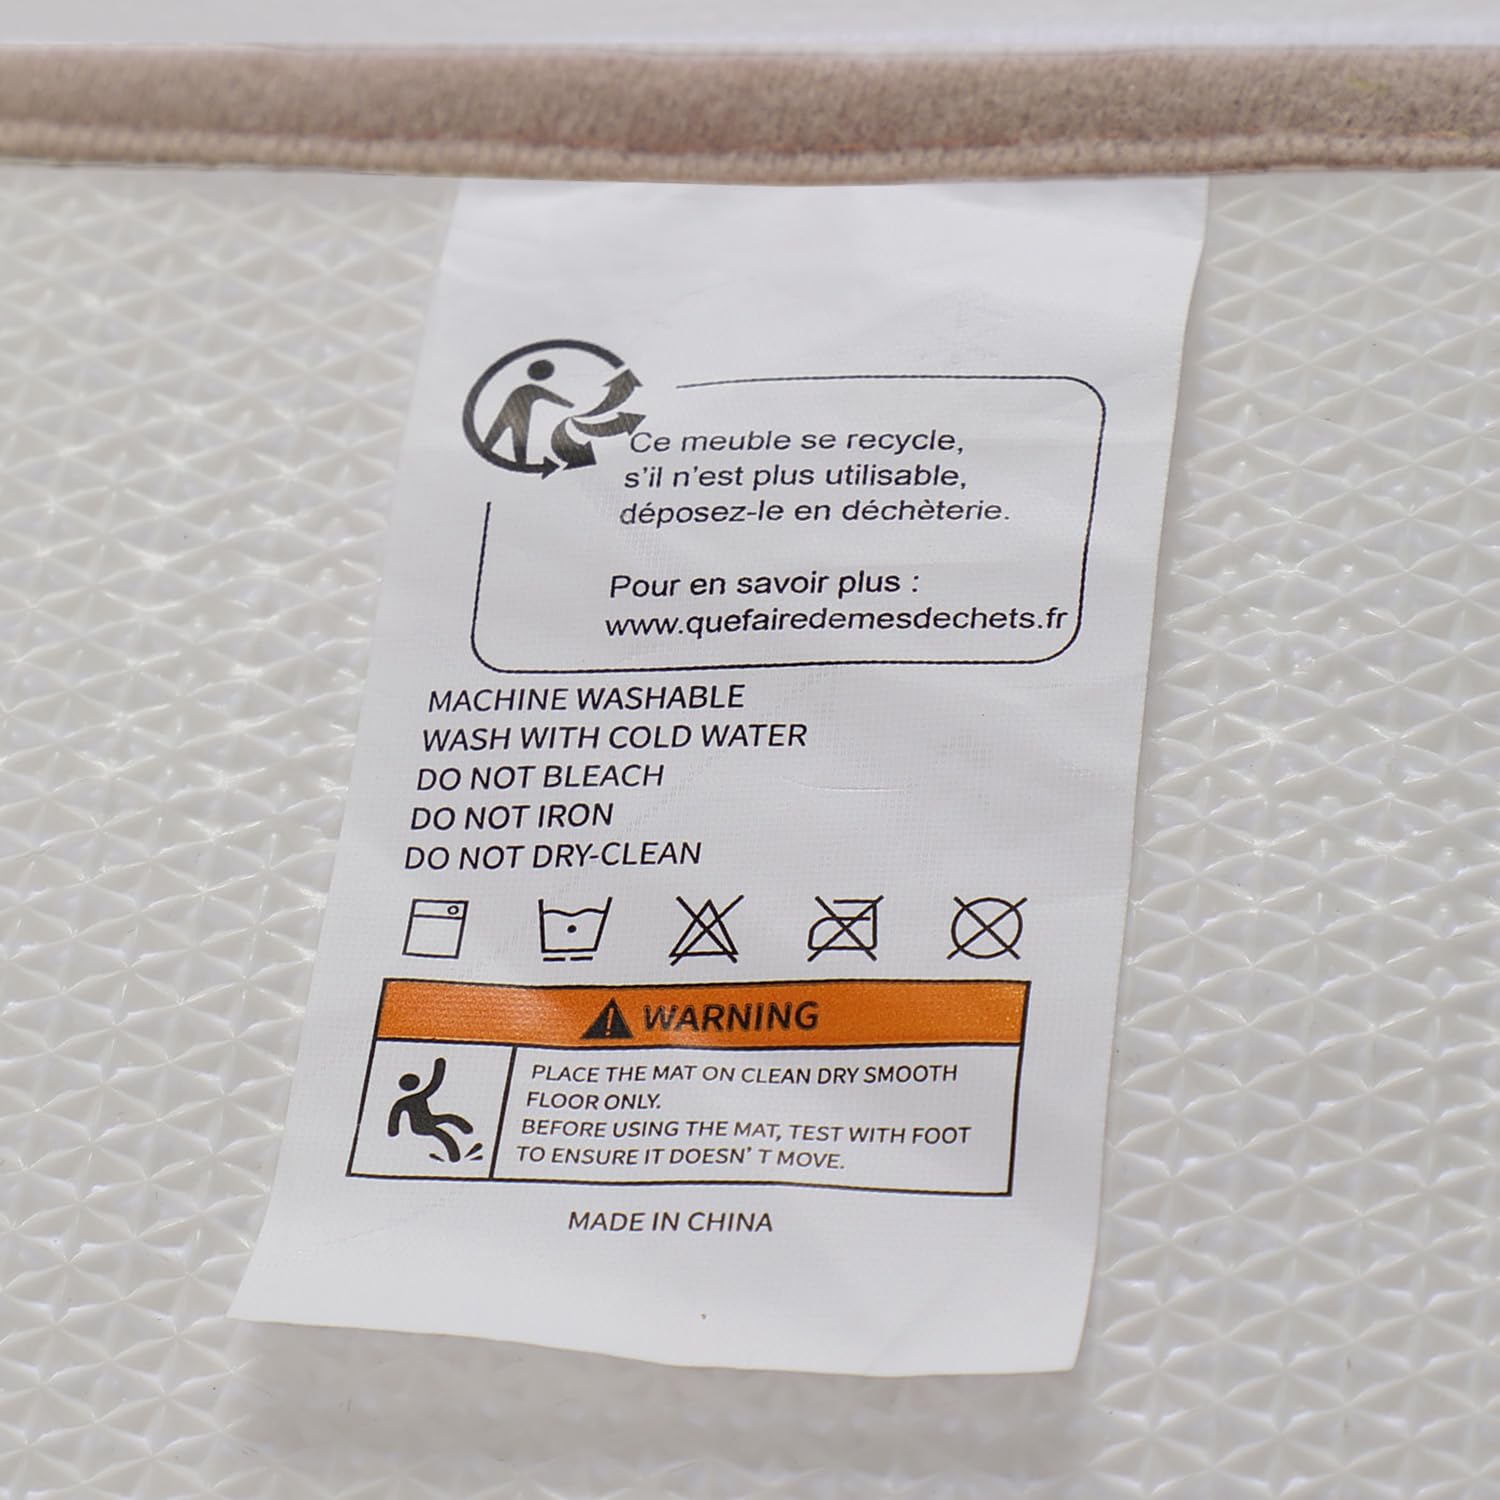 Ce meuble se recycle,
s'il n'est plus utilisable,
déposez-le en déchèterie.
Pour en savoir plus :
www.quefairedemesdechets.fr
MACHINE WASHABLE
WASH WITH COLD WATER
DO NOT BLEACH
DO NOT IRON
DO NOT DRY-CLEAN
WARNING
PLACE THE MAT ON CLEAN DRY SMOOTH
FLOOR ONLY.
BEFORE USING THE MAT, TEST WITH FOOT
TO ENSURE IT DOESN' T MOVE.
MADE IN CHINA